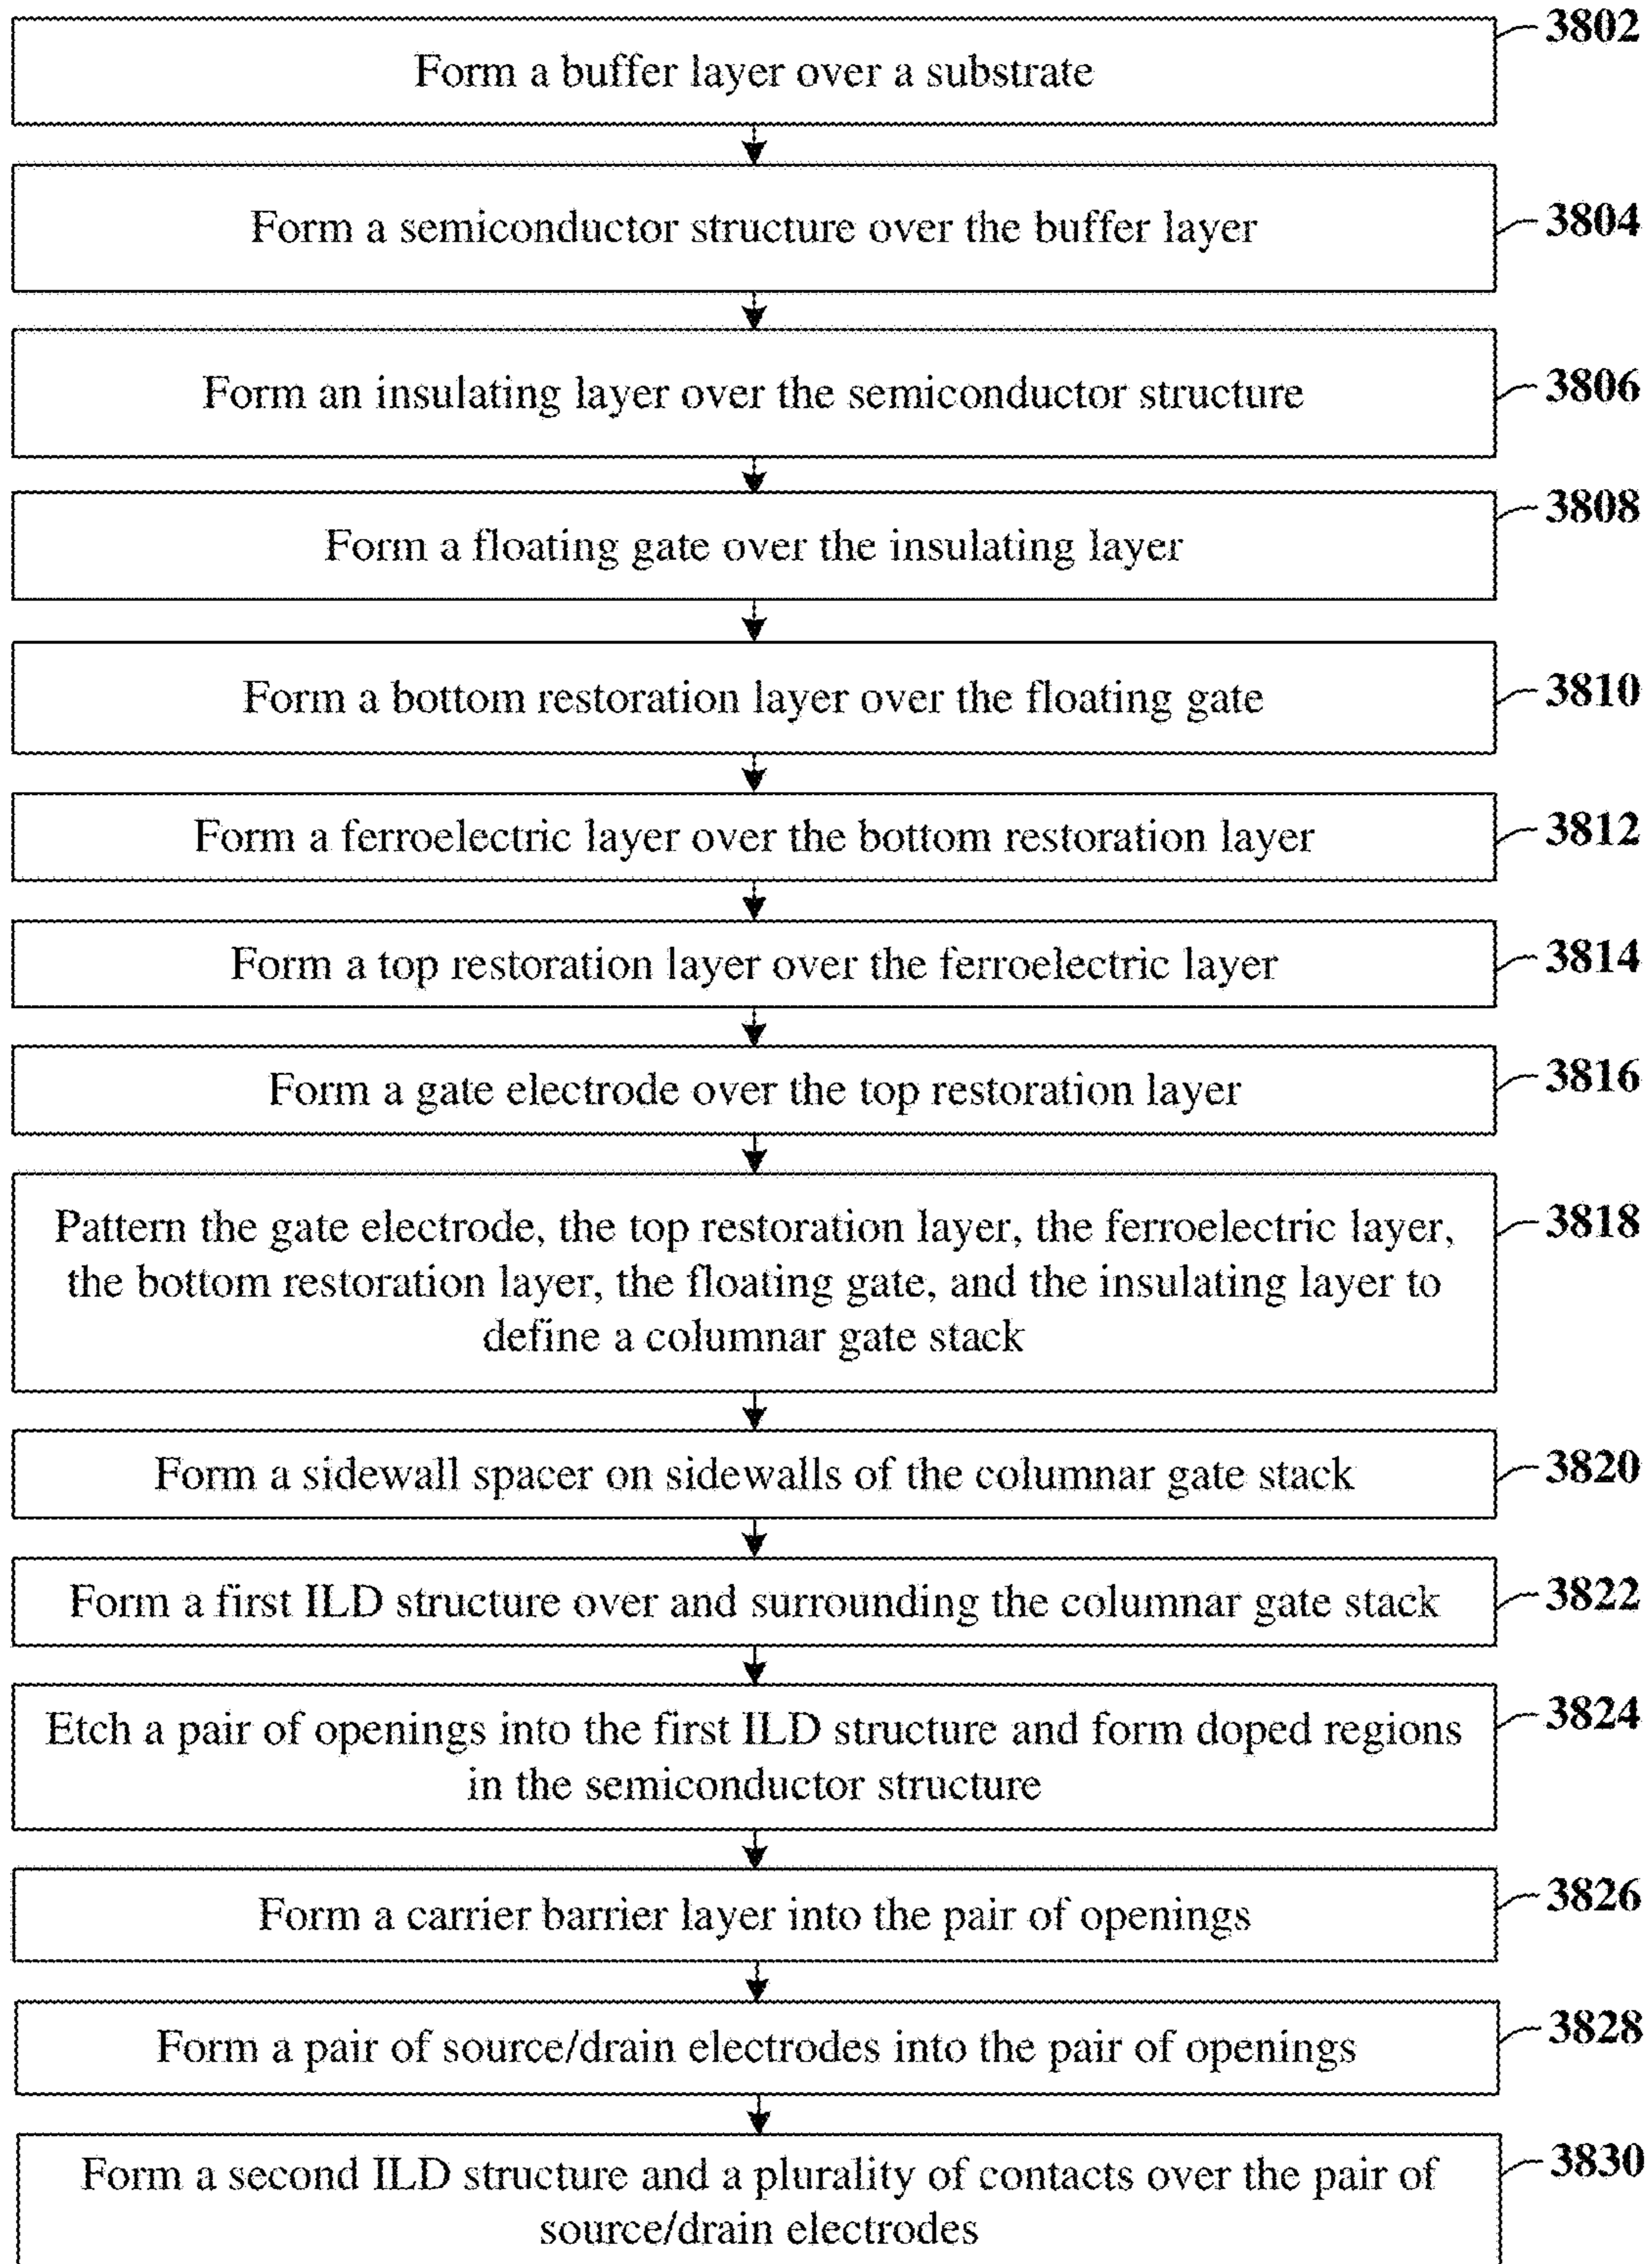 3802
Form a buffer layer over a substrate
3804
Form a semiconductor structure over the buffer layer
3806
Form an insulating layer over the semiconductor structure
3808
Form a floating gate over the insulating layer
3810
Form a bottom restoration layer over the floating gate
3812
Form a ferroelectric layer over the bottom restoration layer
3814
Form a top restoration layer over the ferroelectric layer
3816
Form a gate electrode over the top restoration layer
3818
Pattern the gate electrode, the top restoration layer, the ferroelectric layer,
the bottom restoration layer, the floating gate, and the insulating layer to
define a columnar gate stack
3820
Form a sidewall spacer on sidewalls of the columnar gate stack
3822
Form a first ILD structure over and surrounding the columnar gate stack
3824
Etch a pair of openings into the first ILD structure and form doped regions
in the semiconductor structure
3826
Form a carrier barrier layer into the pair of openings
3828
Form a pair of source/drain electrodes into the pair of openings
3830
Form a second ILD structure and a plurality of contacts over the pair of
source/drain electrodes